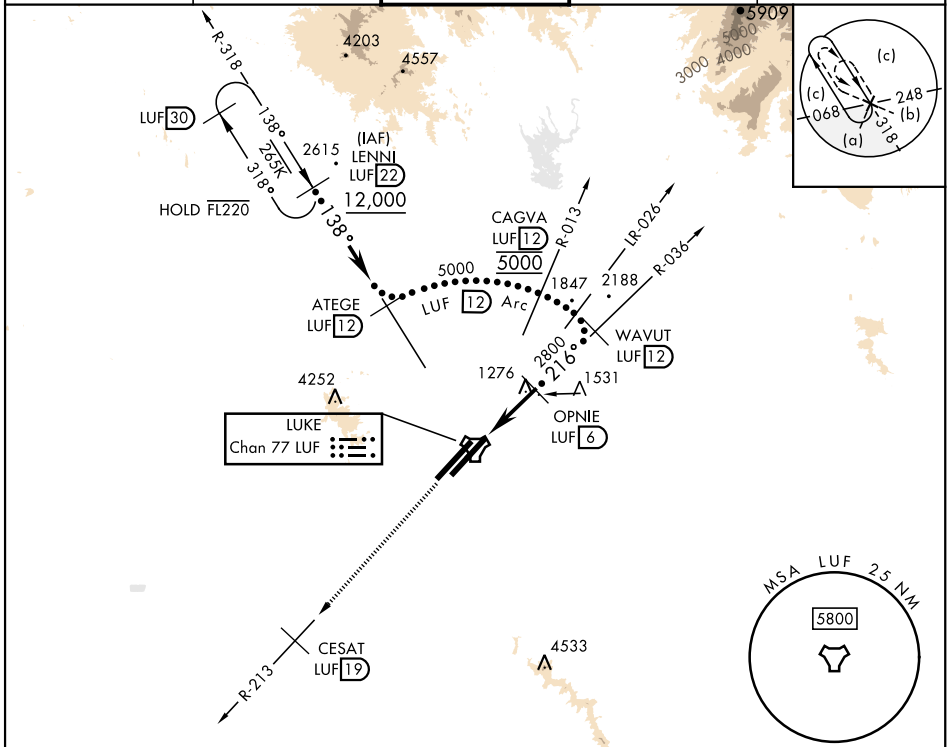 R-318
4203
4557
5909
5000
4000
3000
LUF 30
138°
265K
318°
HOLD FL220
2615
(IAF)
LENNI
LUF 22
12,000
138°
(c)
(c)
068
248
(b)
(a)
318
CAGVA
LUF 12
5000
R-013
LR-026
R-036
5000
LUF 12 Arc
1847
2188
ATEGE
LUF 12
WAVUT
LUF 12
2800
216°
4252
1276
1531
OPNIE
LUF 6
LUKE
Chan 77 LUF
CESAT
LUF 19
R-213
4533
MSA LUF 25 NM
5800